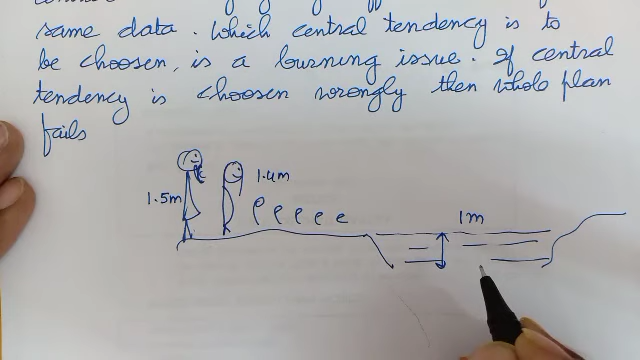 same data. Which central tendency is to
be choosen, is a burning issue. If central
tendency is choosen wrongly then whole plan
fails
1.5m
1.4m
1m